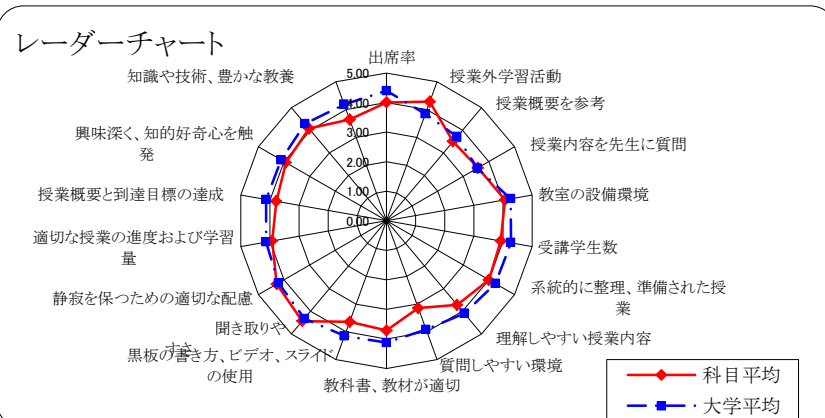 レーダーチャート
出席率
授業外学習活動
授業概要を参考
授業内容を先生に質問
教室の設備環境
受講学生数
系統的に整理、準備された授
業
理解しやすい授業内容
質問しやすい環境
教科書、教材が適切
黒板の書き方、ビデオ、スライド
の使用
聞き取りや
すさ
静寂を保つための適切な配慮
適切な授業の進度および学習
量
授業概要と到達目標の達成
興味深く、知的好奇心を触
発
知識や技術、豊かな教養
5.00
4.00
3.00
2.00
1.00
0.00
科目平均
大学平均